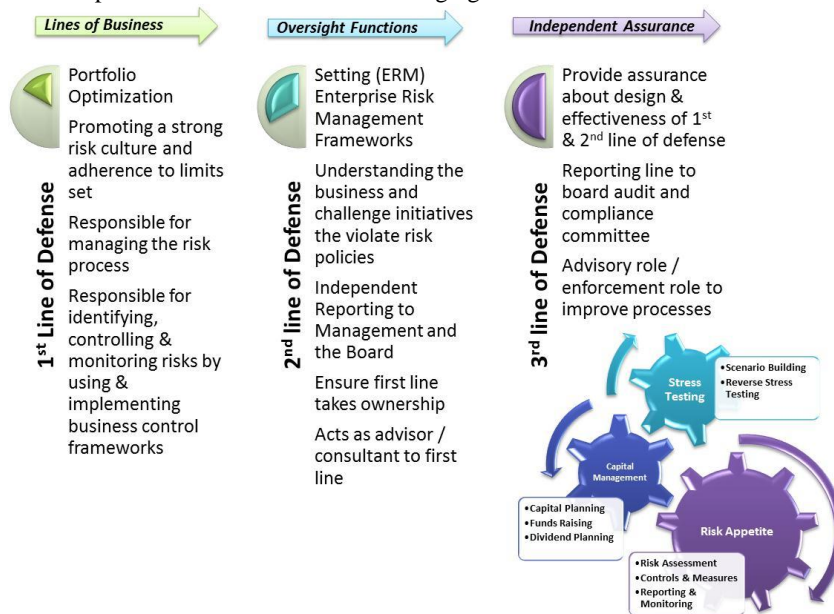 Lines of Business
Portfolio
Optimization
Promoting a strong
risk culture and
adherence to limits
set
Responsible for
managing the risk
process
Responsible for
identifying,
controlling &
monitoring risks by
using &
implementing
business control
frameworks
1st Line of Defense
Oversight Functions
Setting (ERM)
Enterprise Risk
Management
Frameworks
Understanding the
business and
challenge initiatives
the violate risk
policies
Independent
Reporting to
Management and
the Board
Ensure first line
takes ownership
Acts as advisor /
consultant to first
line
2nd line of Defense
Independent Assurance
Provide assurance
about design &
effectiveness of 1st
& 2nd line of defense
Reporting line to
board audit and
compliance
committee
Advisory role /
enforcement role to
improve processes
3rd line of Defense
Stress
Testing
•Scenario Building
•Reverse Stress
Testing
Capital
Management
•Capital Planning
•Funds Raising
•Dividend Planning
Risk Appetite
•Risk Assessment
•Controls & Measures
•Reporting &
Monitoring